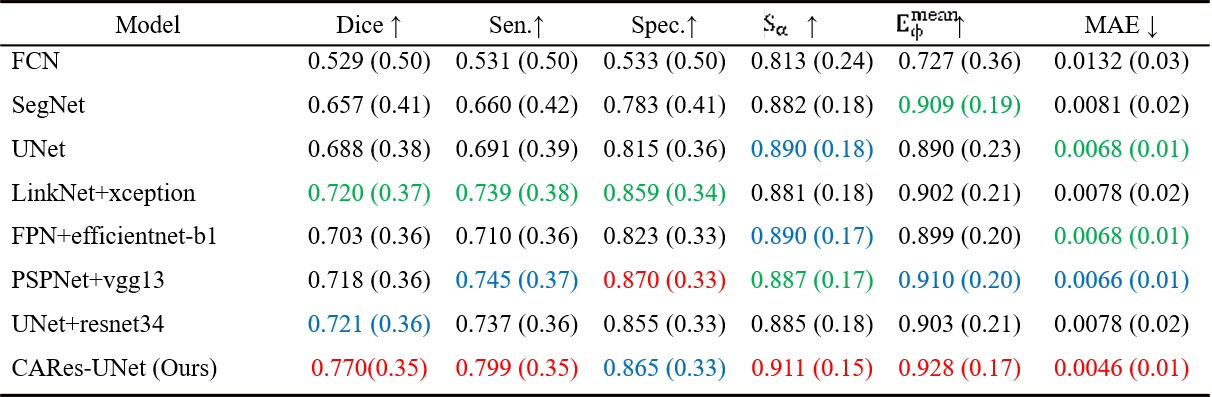 Model Dice ↑ Sen.↑ Spec.↑ Sα ↑ Eϕmean↑ MAE ↓
FCN 0.529 (0.50) 0.531 (0.50) 0.533 (0.50) 0.813 (0.24) 0.727 (0.36) 0.0132 (0.03)
SegNet 0.657 (0.41) 0.660 (0.42) 0.783 (0.41) 0.882 (0.18) 0.909 (0.19) 0.0081 (0.02)
UNet 0.688 (0.38) 0.691 (0.39) 0.815 (0.36) 0.890 (0.18) 0.890 (0.23) 0.0068 (0.01)
LinkNet+xception 0.720 (0.37) 0.739 (0.38) 0.859 (0.34) 0.881 (0.18) 0.902 (0.21) 0.0078 (0.02)
FPN+efficientnet-b1 0.703 (0.36) 0.710 (0.36) 0.823 (0.33) 0.890 (0.17) 0.899 (0.20) 0.0068 (0.01)
PSPNet+vgg13 0.718 (0.36) 0.745 (0.37) 0.870 (0.33) 0.887 (0.17) 0.910 (0.20) 0.0066 (0.01)
UNet+resnet34 0.721 (0.36) 0.737 (0.36) 0.855 (0.33) 0.885 (0.18) 0.903 (0.21) 0.0078 (0.02)
CARes-UNet (Ours) 0.770(0.35) 0.799 (0.35) 0.865 (0.33) 0.911 (0.15) 0.928 (0.17) 0.0046 (0.01)